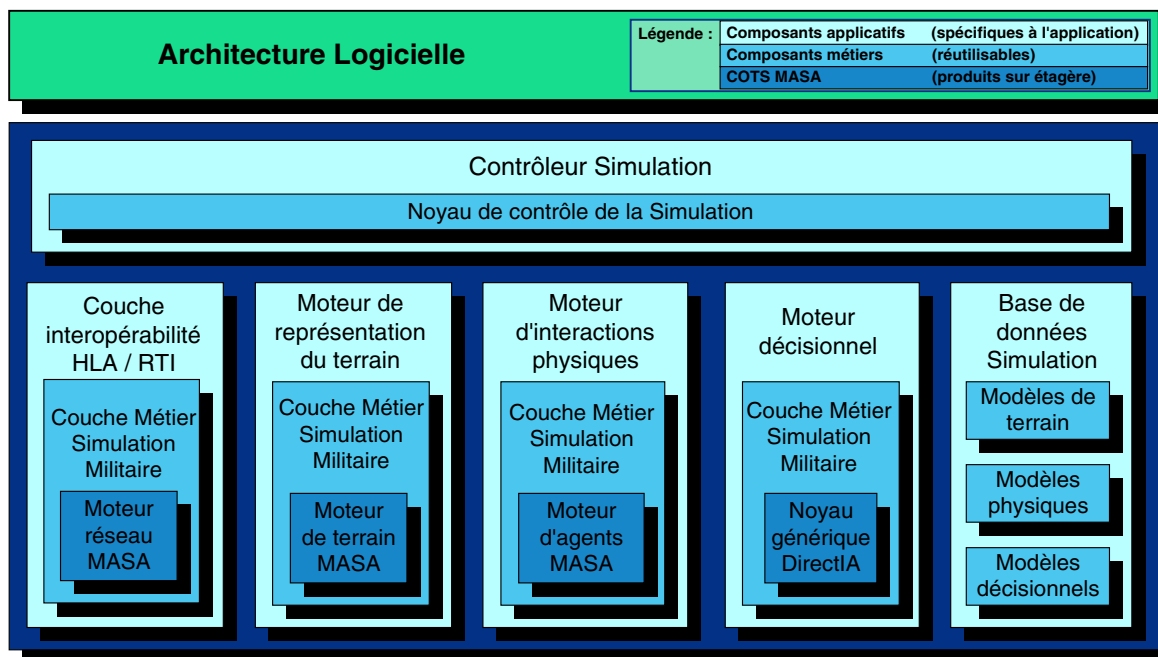 Architecture Logicielle
Légende :
Composants applicatifs (spécifiques à l'application)
Composants métiers (réutilisables)
COTS MASA (produits sur étagère)
Contrôleur Simulation
Noyau de contrôle de la Simulation
Couche
interopérabilité
HLA / RTI
Couche Métier
Simulation
Militaire
Moteur
réseau
MASA
Moteur de
représentation
du terrain
Couche Métier
Simulation
Militaire
Moteur
de terrain
MASA
Moteur
d'interactions
physiques
Couche Métier
Simulation
Militaire
Moteur
d'agents
MASA
Moteur
décisionnel
Couche Métier
Simulation
Militaire
Noyau
générique
DirectIA
Base de
données
Simulation
Modèles de
terrain
Modèles
physiques
Modèles
décisionnels